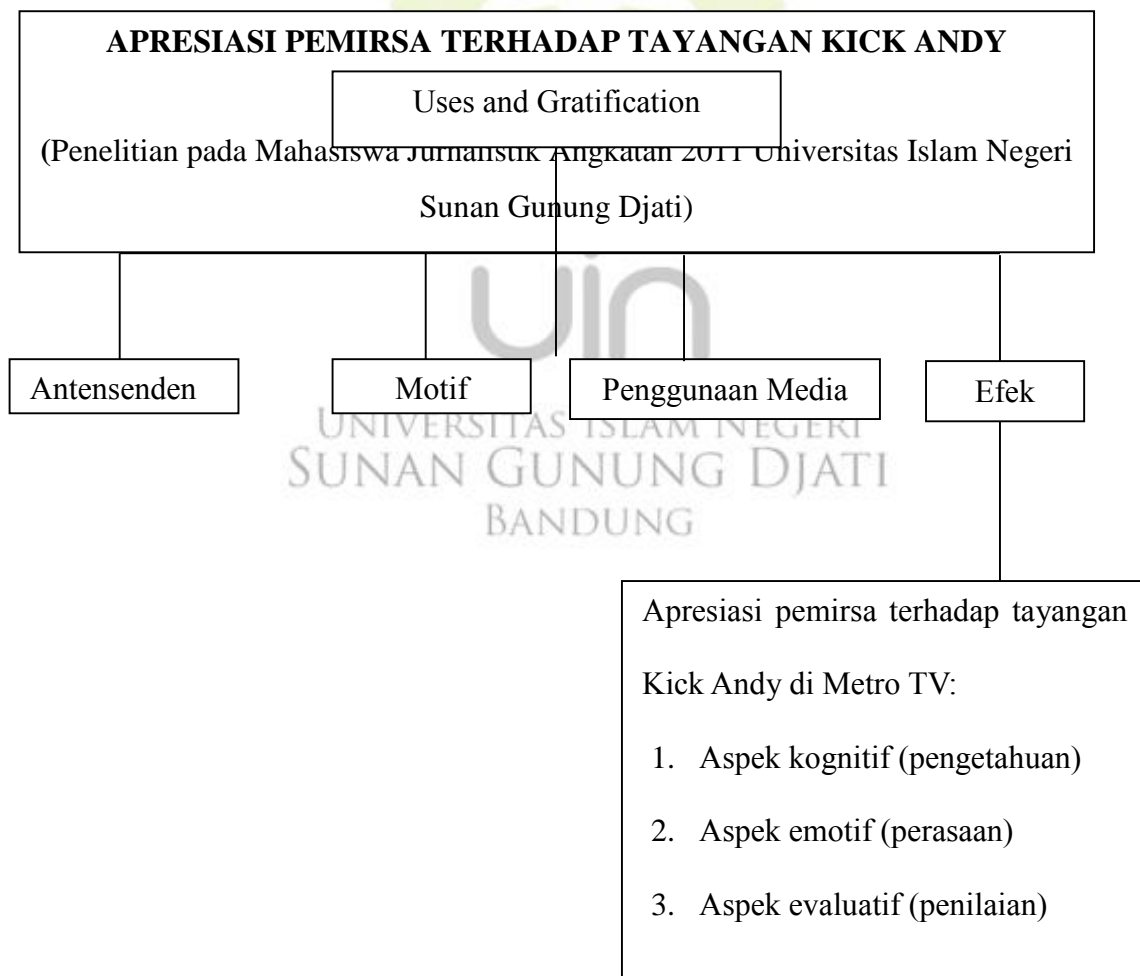 APRESIASI PEMIRSA TERHADAP TAYANGAN KICK ANDY
Uses and Gratification
(Penelitian pada Mahasiswa Jurnalistik Angkatan 2011 Universitas Islam Negeri
Sunan Gunung Djati)
uin
Antensenden
Motif
Penggunaan Media
Efek
UNIVERSITAS ISLAM NEGERI
SUNAN GUNUNG DJATI
BANDUNG
Apresiasi pemirsa terhadap tayangan
Kick Andy di Metro TV:
1. Aspek kognitif (pengetahuan)
2. Aspek emotif (perasaan)
3. Aspek evaluatif (penilaian)